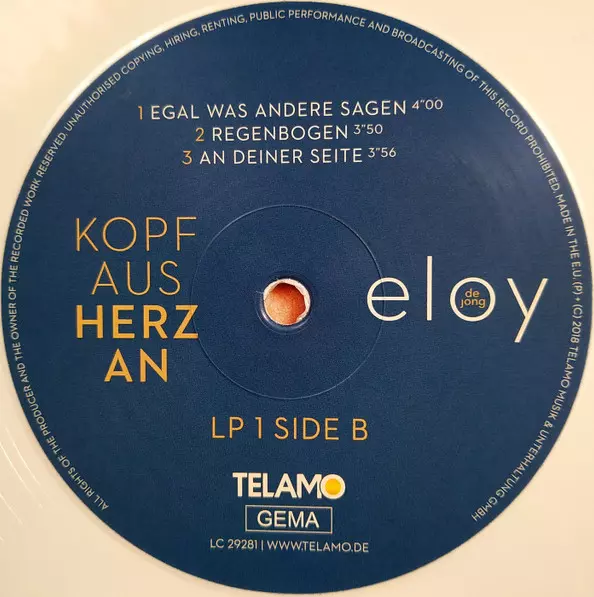 1 EGAL WAS ANDERE SAGEN 4"00
2 REGENBOGEN 3"50
3 AN DEINER SEITE 3"56
KOPF
AUS
HERZ
AN
eloy
de
jong
LP 1 SIDE B
TELAMO
GEMA
LC 29281 | WWW.TELAMO.DE
ALL RIGHTS OF THE PRODUCER AND THE OWNER OF THE RECORDED WORK RESERVED. UNAUTHORISED COPYING, HIRING, RENTING, PUBLIC PERFORMANCE AND BROADCASTING OF THIS RECORD PROHIBITED. MADE IN THE E.U. (P) + (C) 2018 TELAMO MUSIK & UNTERHALTUNG GMBH